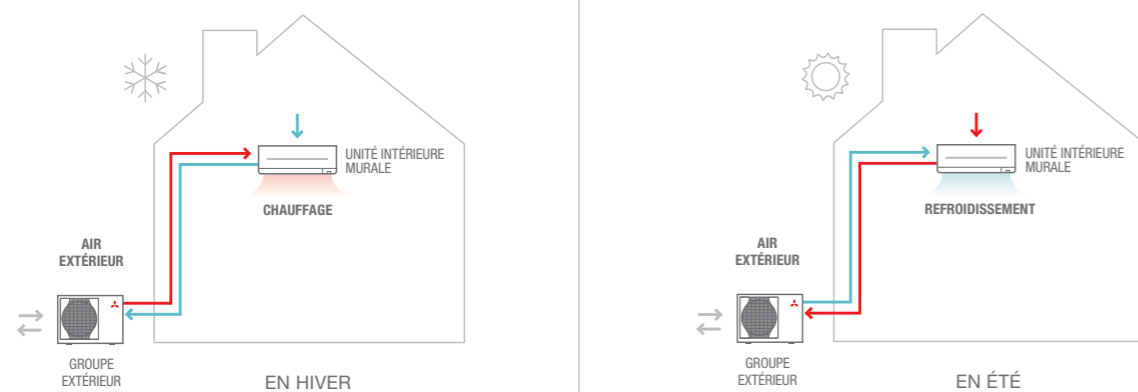 UNITÉ INTÉRIEURE
MURALE
CHAUFFAGE
AIR
EXTÉRIEUR
GROUPE
EXTÉRIEUR
EN HIVER
UNITÉ INTÉRIEURE
MURALE
REFROIDISSEMENT
AIR
EXTÉRIEUR
GROUPE
EXTÉRIEUR
EN ÉTÉ